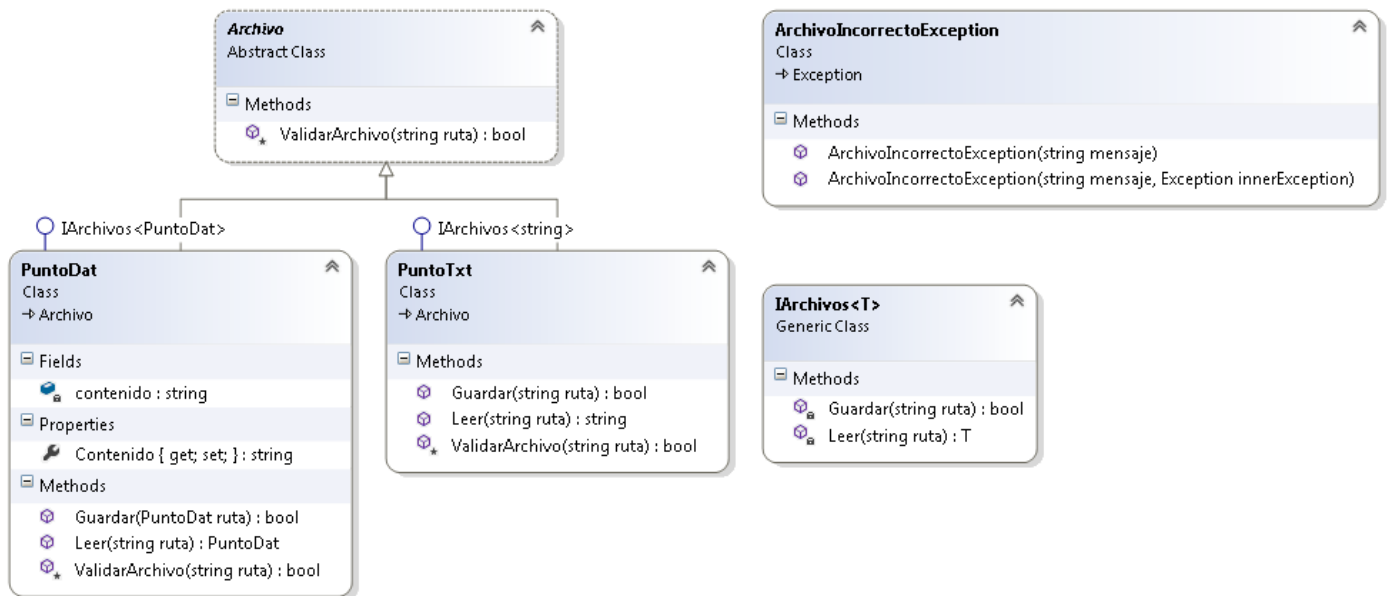 Archivo
Abstract Class
Methods
ValidarArchivo(string ruta) : bool
ArchivoIncorrectoException
Class
Exception
Methods
ArchivoIncorrectoException(string mensaje)
ArchivoIncorrectoException(string mensaje, Exception innerException)
IArchivos<PuntoDat>
PuntoDat
Class
Archivo
Fields
contenido : string
Properties
Contenido { get; set; } : string
Methods
Guardar(PuntoDat ruta) : bool
Leer(string ruta) : PuntoDat
ValidarArchivo(string ruta) : bool
IArchivos<string>
PuntoTxt
Class
Archivo
Methods
Guardar(string ruta) : bool
Leer(string ruta) : string
ValidarArchivo(string ruta) : bool
IArchivos<T>
Generic Class
Methods
Guardar(string ruta) : bool
Leer(string ruta) : T